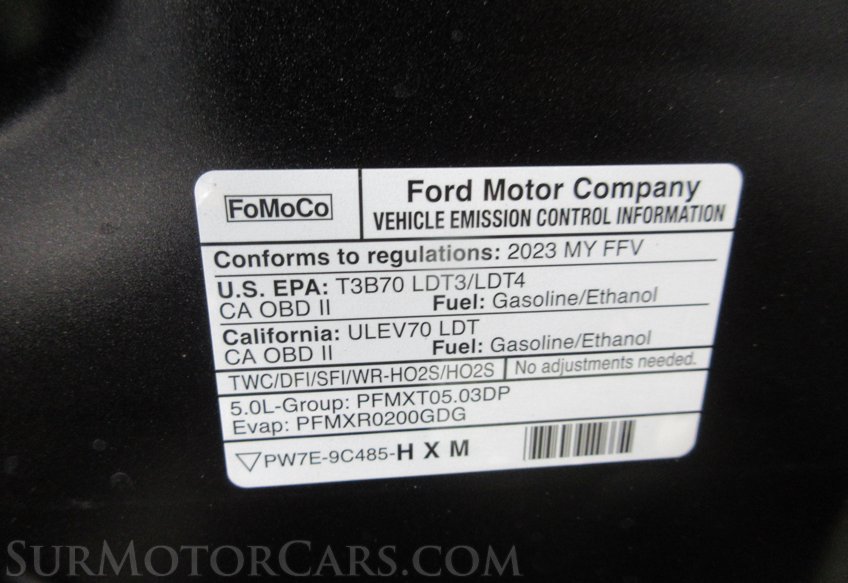 FoMoCo
Ford Motor Company
VEHICLE EMISSION CONTROL INFORMATION
Conforms to regulations: 2023 MY FFV
U.S. EPA: T3B70 LDT3/LDT4
CA OBD II Fuel: Gasoline/Ethanol
California: ULEV70 LDT
CA OBD II Fuel: Gasoline/Ethanol
TWC/DFI/SFI/WR-HO2S/HO2S No adjustments needed.
5.0L-Group: PFMXT05.03DP
Evap: PFMXR0200GDG
PW7E-9C485-H X M
SurMotorCars.com